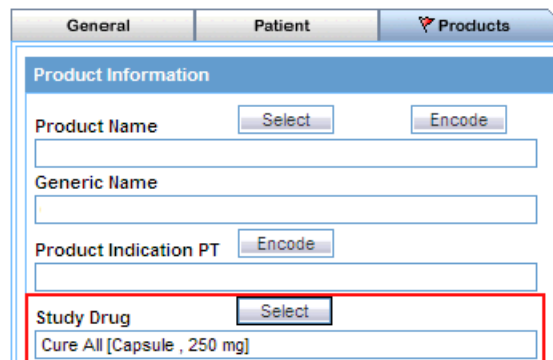 General Patient Products
Product Information
Product Name Select Encode
Generic Name
Product Indication PT Encode
Study Drug Select
Cure All [Capsule , 250 mg]